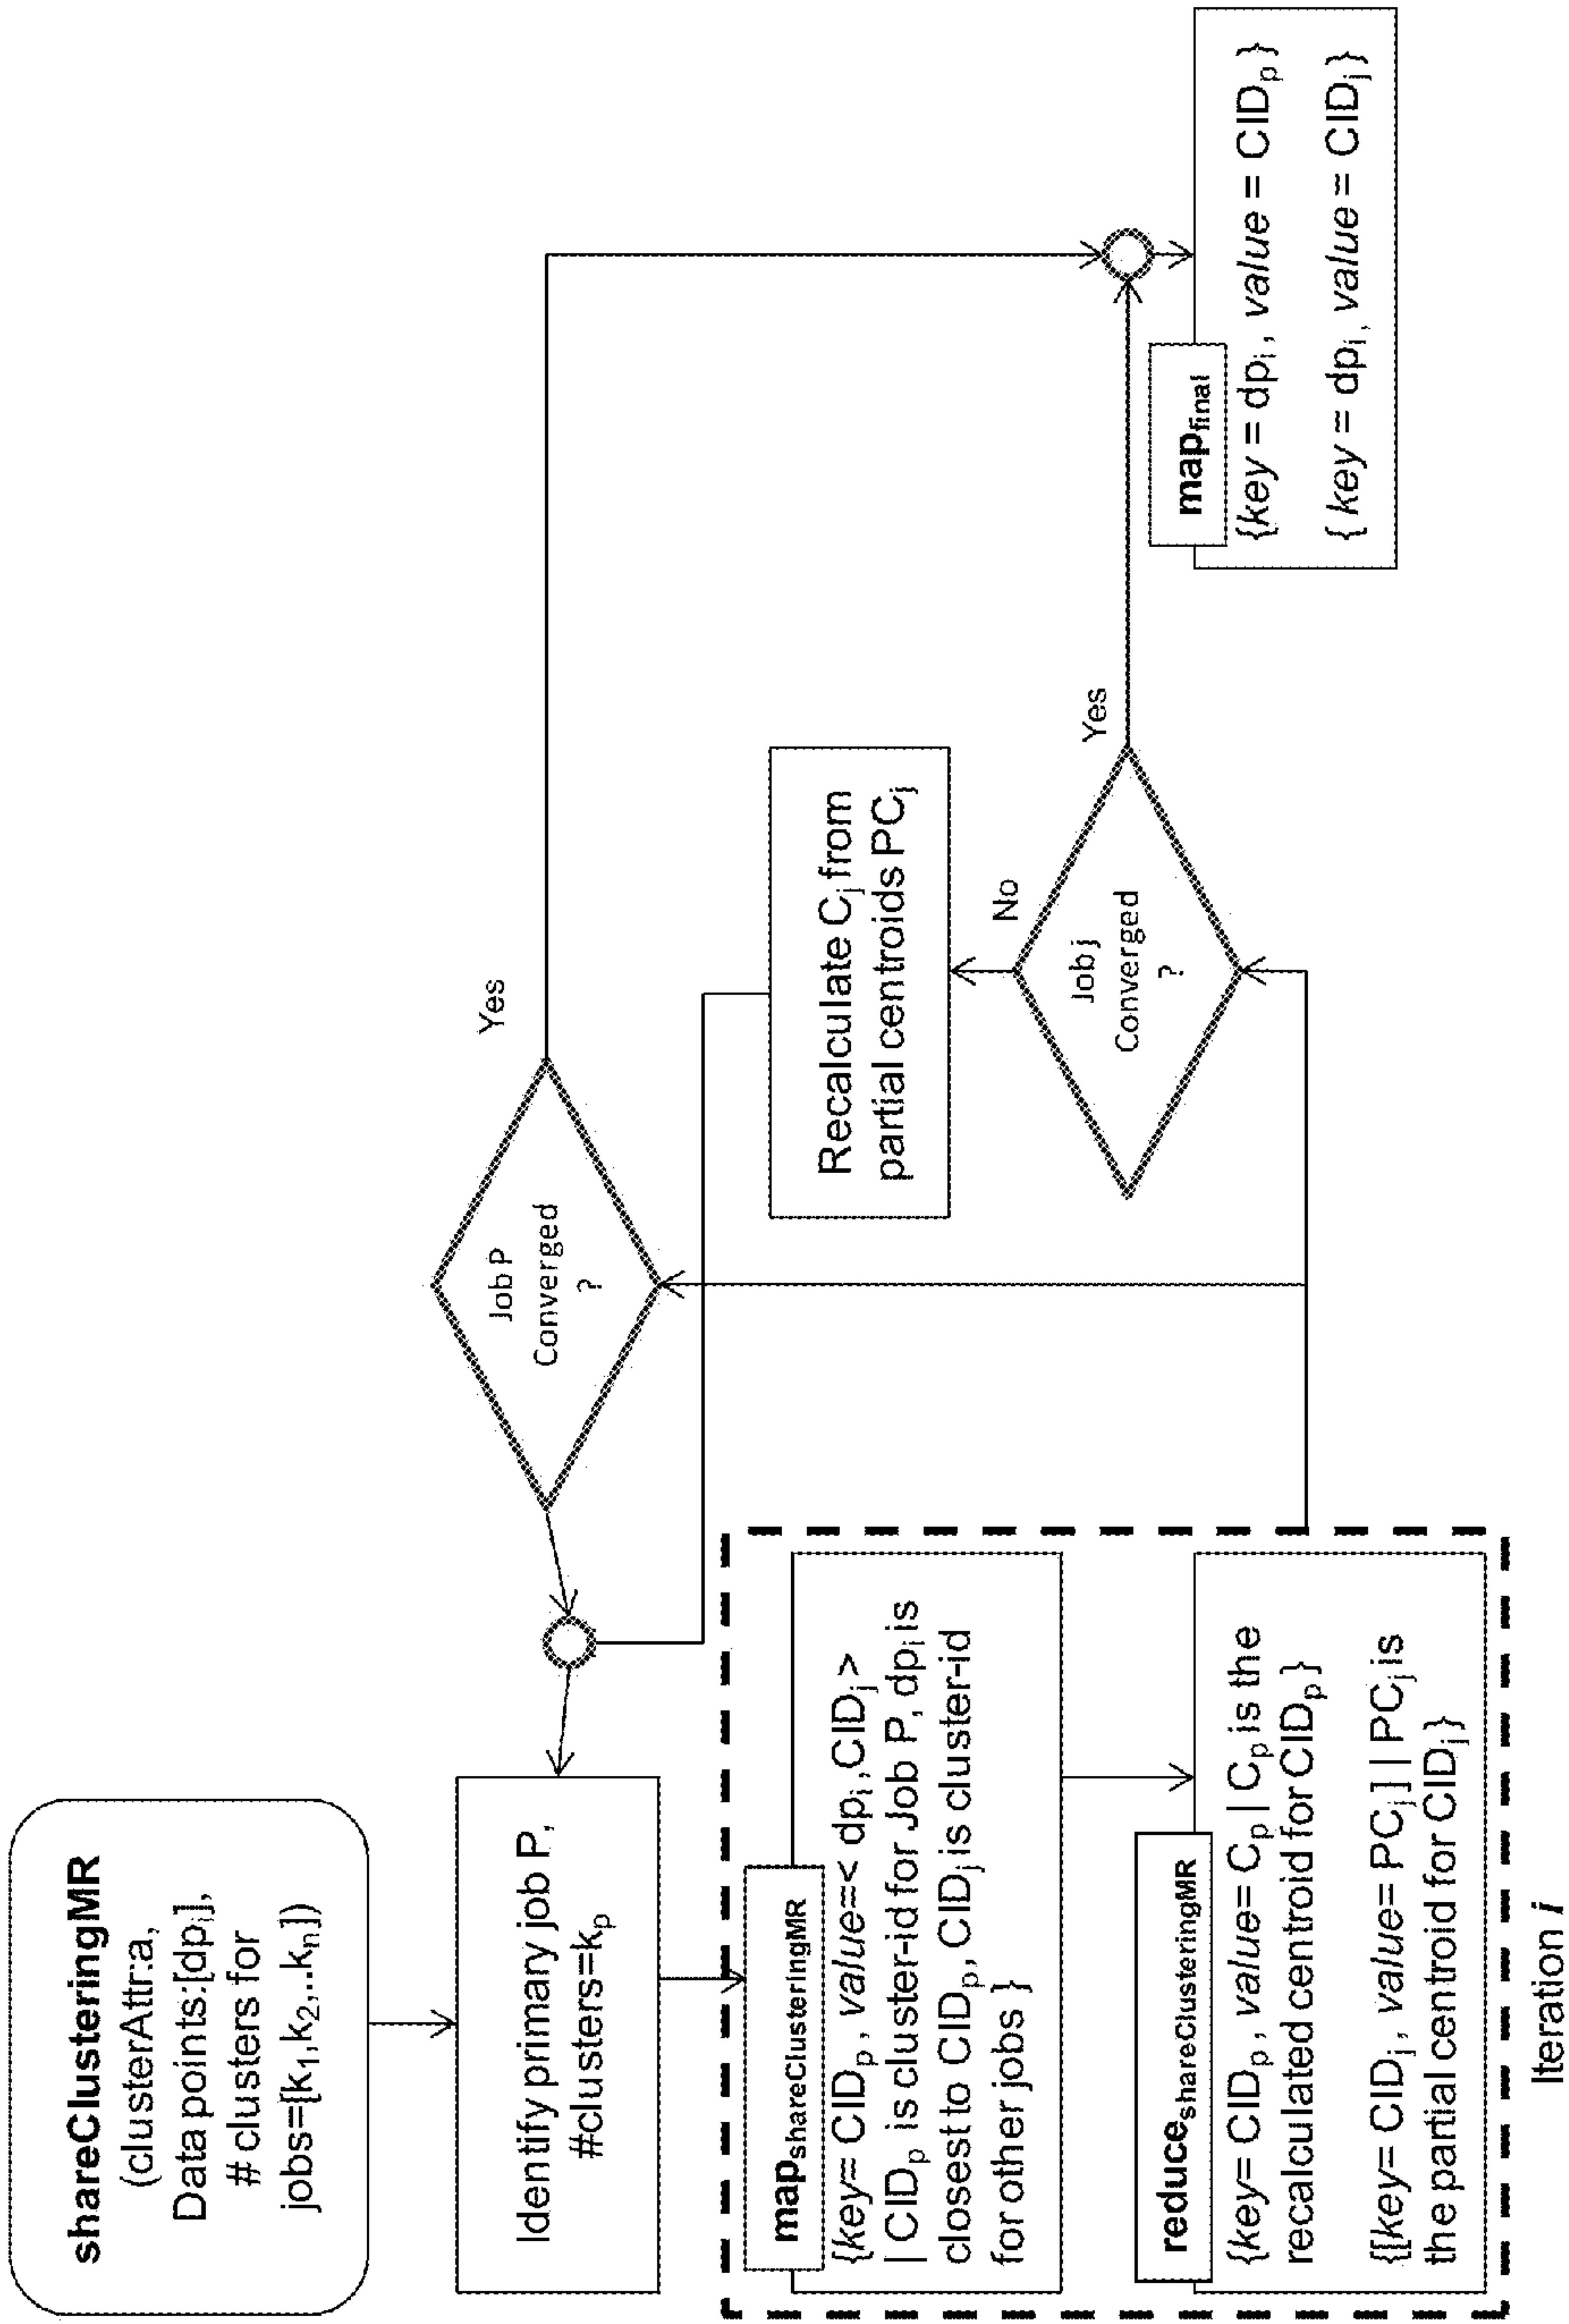 shareClusteringMR
(clusterAttr:a,
Data points:[dpi],
# clusters for
jobs=[k1,k2,..kn])
Identify primary job P,
#clusters=kp
mapshareClusteringMR
{key= CIDp, value=< dpi,CIDj>
| CIDp is cluster-id for Job P, dpi is
closest to CIDp, CIDj is cluster-id
for other jobs }
reduceshareClusteringMR
{key= CIDp, value= Cp | Cp is the
recalculated centroid for CIDp}
{[key= CIDj, value= PCj] | PCj is
the partial centroid for CIDj}
Iteration i
Job P
Converged
?
Yes
Recalculate Cj from
partial centroids PCj
No
Job j
Converged
?
Yes
mapfinal
{key = dpi, value = CIDp}
{ key = dpi, value = CIDj}